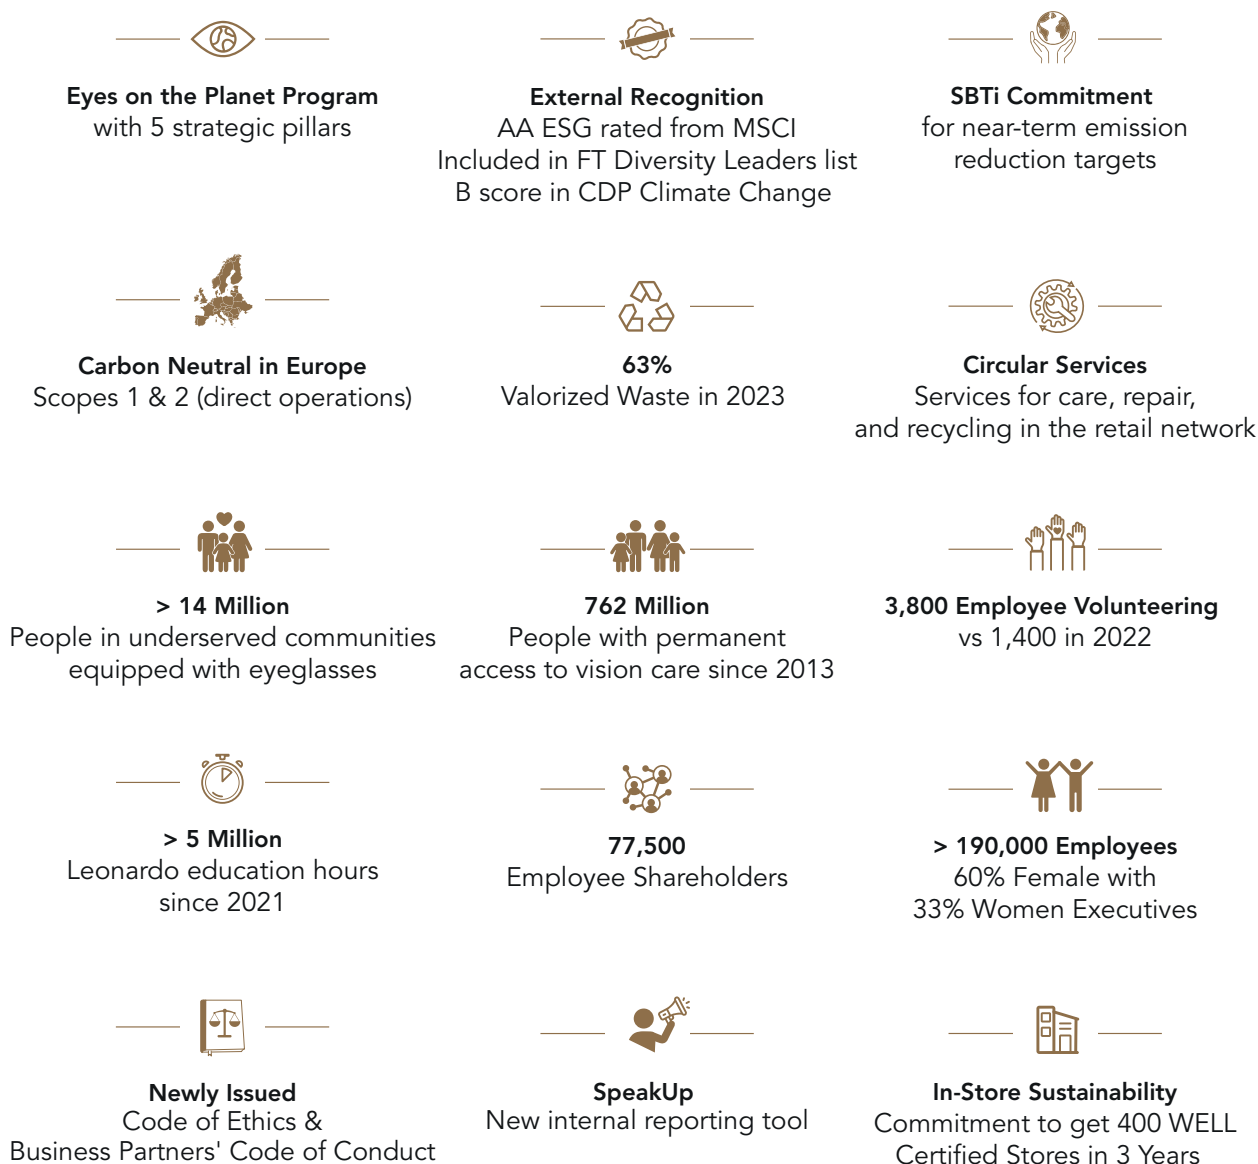 Eyes on the Planet Program
with 5 strategic pillars
External Recognition
AA ESG rated from MSCI
Included in FT Diversity Leaders list
B score in CDP Climate Change
SBTi Commitment
for near-term emission
reduction targets
Carbon Neutral in Europe
Scopes 1 & 2 (direct operations)
63%
Valorized Waste in 2023
Circular Services
Services for care, repair,
and recycling in the retail network
> 14 Million
People in underserved communities
equipped with eyeglasses
762 Million
People with permanent
access to vision care since 2013
3,800 Employee Volunteering
vs 1,400 in 2022
> 5 Million
Leonardo education hours
since 2021
77,500
Employee Shareholders
> 190,000 Employees
60% Female with
33% Women Executives
Newly Issued
Code of Ethics &
Business Partners' Code of Conduct
SpeakUp
New internal reporting tool
In-Store Sustainability
Commitment to get 400 WELL
Certified Stores in 3 Years